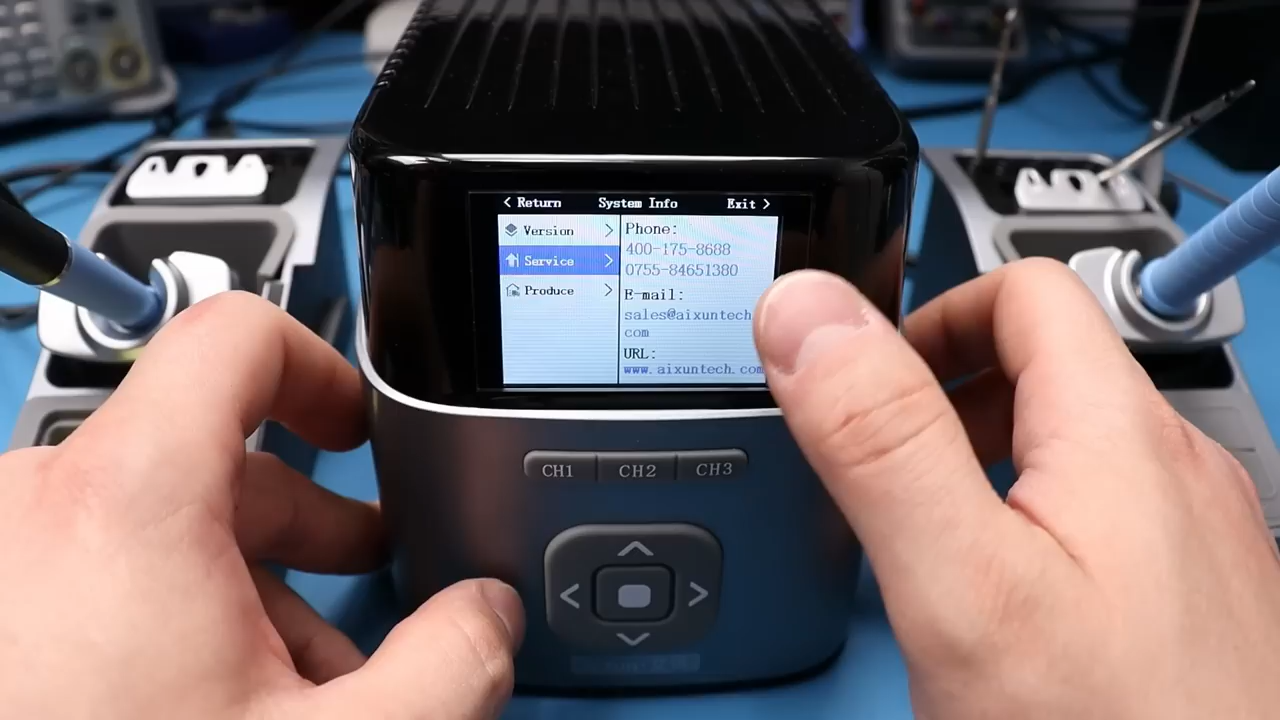 < Return System Info Exit >
Version >
Service >
Produce >
Phone:
400-175-8688
0755-84651380
E-mail:
sales@aixuntech
com
URL:
www.aixuntech.com
CH1 CH2 CH3